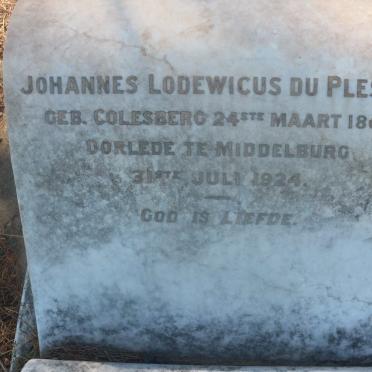 JOHANNES LODEWICUS DU PLES
GEB. COLESBERG 24STE MAART 18
OORLEDE TE MIDDELBURG
31STE JULI 1924.
GOD IS LIEFDE.